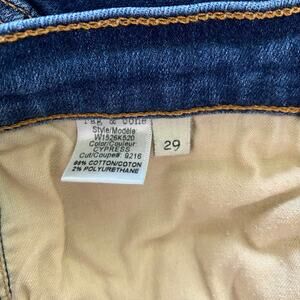 rag & bone
Style/Modèle:
W1526K520
Color/Couleur:
CYPRESS
Cut/Coupe#: 9216
98% COTTON/COTON
2% POLYURETHANE
29